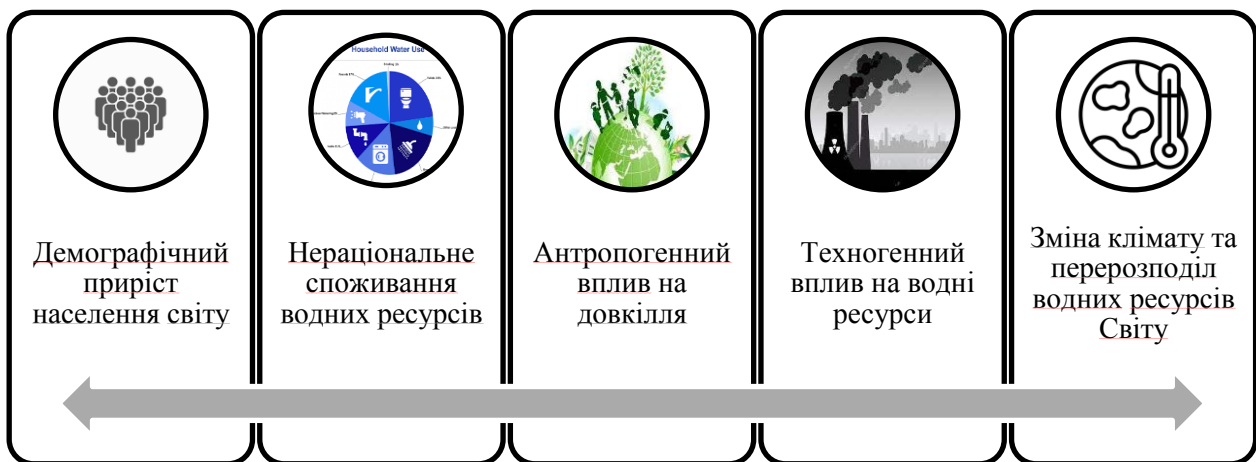 Household Water Use
Демографічний
приріст
населення світу
Нераціональне
споживання
водних ресурсів
Антропогенний
вплив на
довкілля
Техногенний
вплив на водні
ресурси
Зміна клімату та
перерозподіл
водних ресурсів
Світу